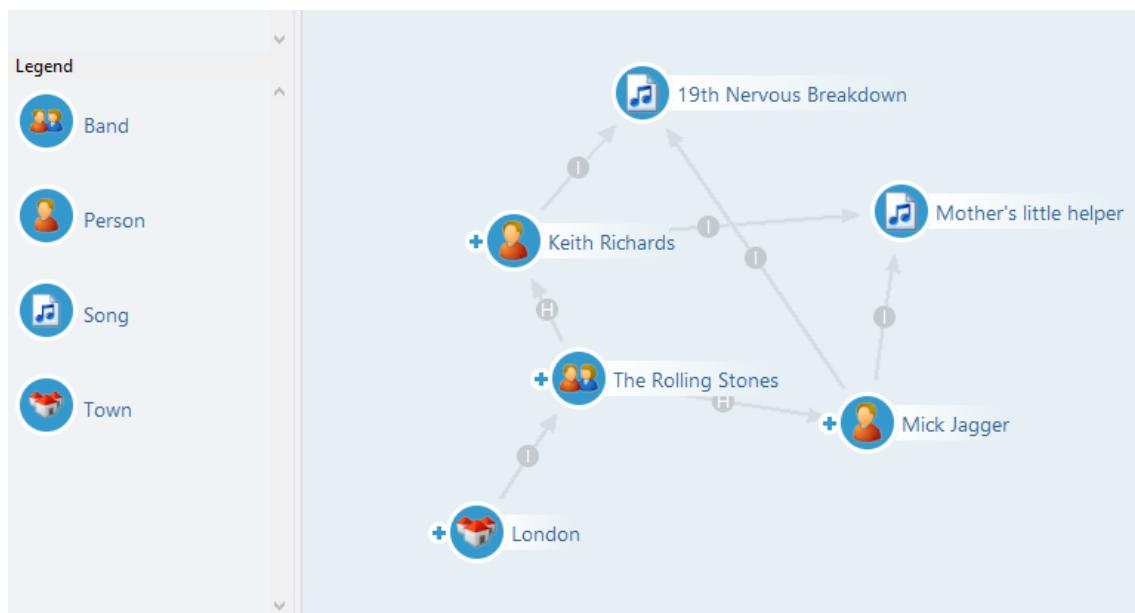 Legend
Band
Person
Song
Town
19th Nervous Breakdown
I
Mother's little helper
I
Keith Richards
I
H
I
The Rolling Stones
H
Mick Jagger
I
London